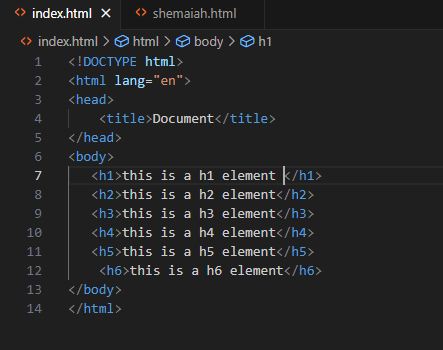 index.html × shemaiah.html
index.html > html > body > h1
1 <!DOCTYPE html>
2 <html lang="en">
3 <head>
4     <title>Document</title>
5 </head>
6 <body>
7    <h1>this is a h1 element </h1>
8    <h2>this is a h2 element</h2>
9    <h3>this is a h3 element</h3>
10    <h4>this is a h4 element</h4>
11    <h5>this is a h5 element</h5>
12     <h6>this is a h6 element</h6>
13 </body>
14 </html>